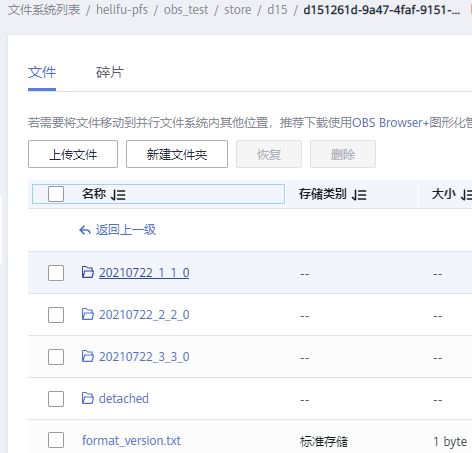 文件系统列表 / helifu-pfs / obs_test / store / d15 / d151261d-9a47-4faf-9151-...
文件 碎片
若需要将文件移动到并行文件系统内其他位置，推荐下载使用OBS Browser+图形化管
上传文件 新建文件夹 恢复 删除
名称 存储类别 大小
返回上一级
20210722_1_1_0 -- --
20210722_2_2_0 -- --
20210722_3_3_0 -- --
detached -- --
format_version.txt 标准存储 1 byte